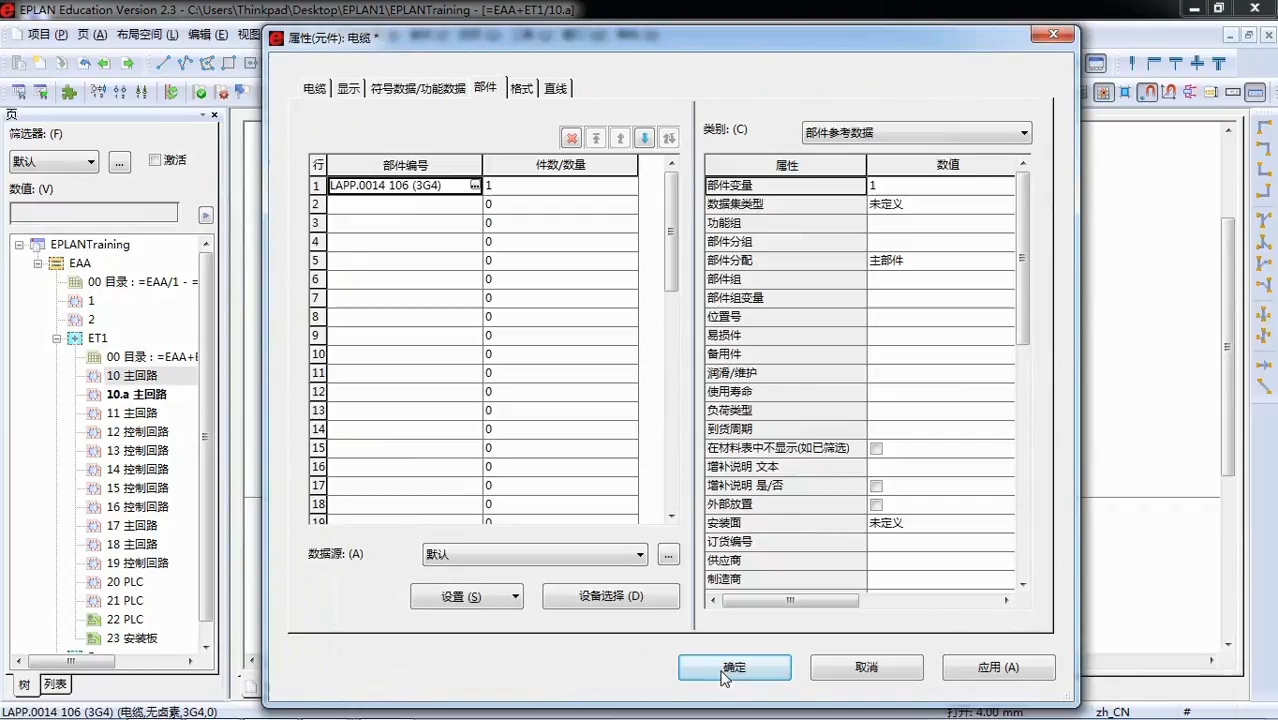 EPLAN Education Version 2.3 - C:\Users\Thinkpad\Desktop\EPLAN1\EPLANTraining - [=EAA+ET1/10.a]
项目 (P) 页 (A) 布局空间 (L) 编辑 (E) 视图
属性(元件): 电缆 *
页
筛选器: (F)
默认 ... 激活
数值: (V)
EPLANTraining
EAA
00 目录 : =EAA/1 - =
1
2
ET1
00 目录 : =EAA+E
10 主回路
10.a 主回路
11 主回路
12 控制回路
13 控制回路
14 控制回路
15 控制回路
16 控制回路
17 主回路
18 主回路
19 控制回路
20 PLC
21 PLC
22 PLC
23 安装板
树 列表
电缆 显示 符号数据/功能数据 部件 格式 直线
行 部件编号 件数/数量
1 LAPP.0014 106 (3G4) ... 1
2 0
3 0
4 0
5 0
6 0
7 0
8 0
9 0
10 0
11 0
12 0
13 0
14 0
15 0
16 0
17 0
18 0
19 0
数据源: (A) 默认 ...
设置 (S) 设备选择 (D)
类别: (C) 部件参考数据
属性 数值
部件变量 1
数据集类型 未定义
功能组
部件分组
部件分配 主部件
部件组
部件组变量
位置号
易损件
备用件
润滑/维护
使用寿命
负荷类型
到货周期
在材料表中不显示(如已筛选)
增补说明 文本
增补说明 是/否
外部放置
安装面 未定义
订货编号
供应商
制造商
确定 取消 应用 (A)
LAPP.0014 106 (3G4) (电缆,无卤素,3G4,0)
打开: 4.00 mm zh_CN #